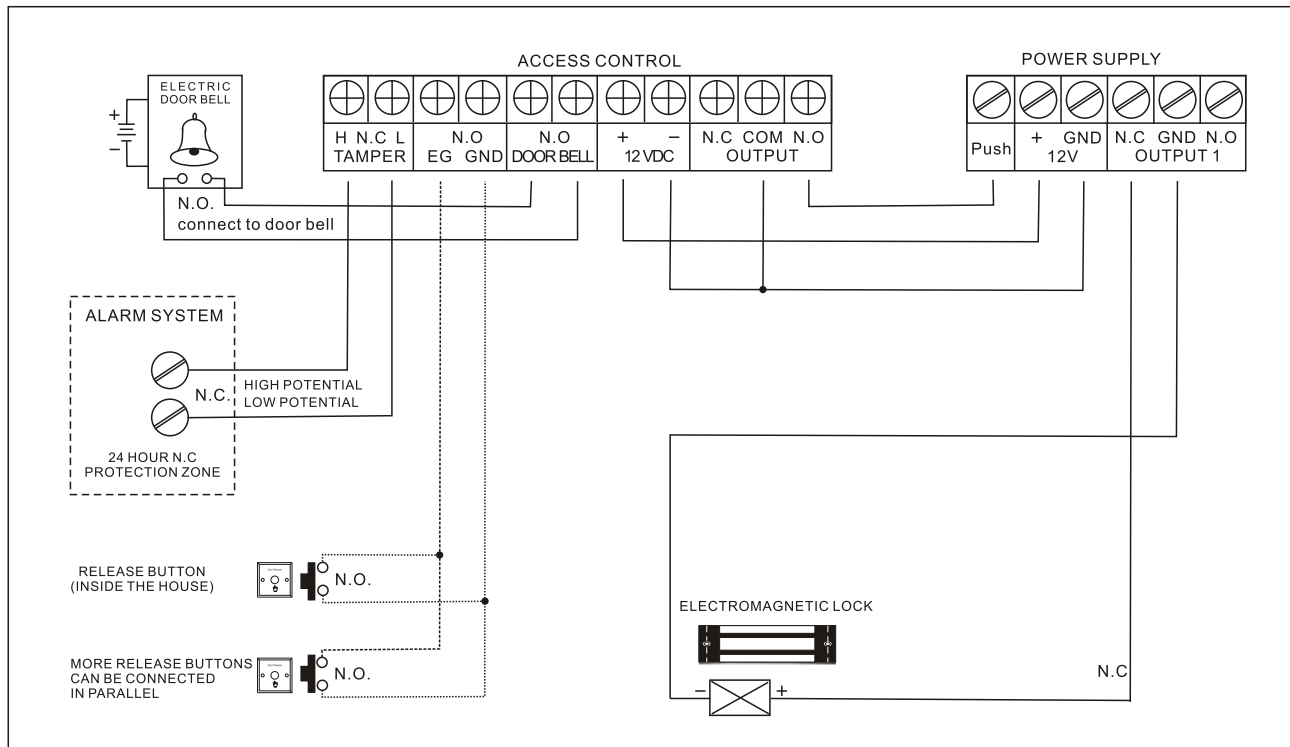 ACCESS CONTROL
POWER SUPPLY
ELECTRIC
DOOR BELL
+
−
H N.C L
TAMPER
N.O
EG GND
N.O
DOOR BELL
+ −
12 VDC
N.C COM N.O
OUTPUT
Push
+ GND
12V
N.C GND N.O
OUTPUT 1
N.O.
connect to door bell
ALARM SYSTEM
N.C.
HIGH POTENTIAL
LOW POTENTIAL
24 HOUR N.C
PROTECTION ZONE
RELEASE BUTTON
(INSIDE THE HOUSE)
N.O.
MORE RELEASE BUTTONS
CAN BE CONNECTED
IN PARALLEL
N.O.
ELECTROMAGNETIC LOCK
N.C
− +